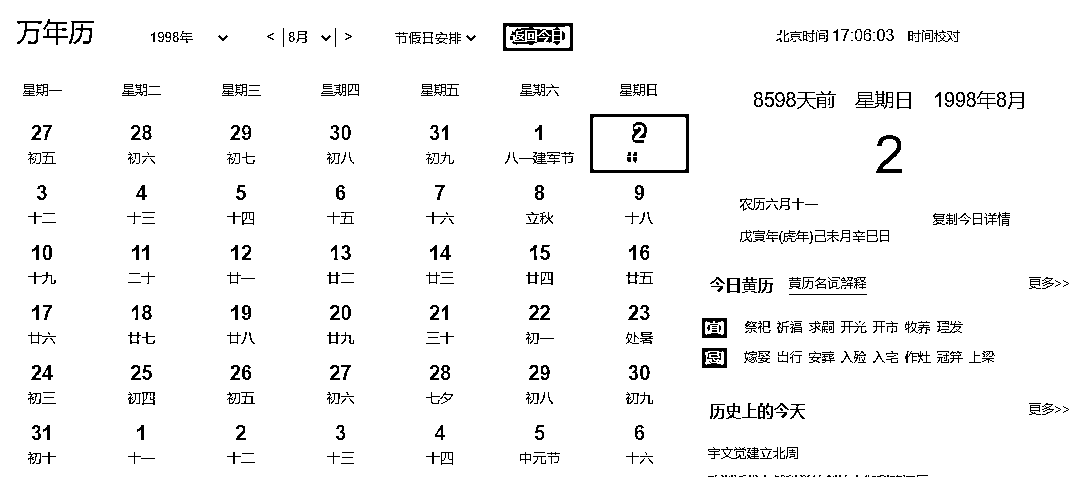 万年历 1998年 < 8月 > 节假日安排 返回今日 北京时间 17:06:03 时间校对
星期一 星期二 星期三 星期四 星期五 星期六 星期日
8598天前 星期日 1998年8月
27 28 29 30 31 1 2
初五 初六 初七 初八 初九 八一建军节
2
3 4 5 6 7 8 9
十二 十三 十四 十五 十六 立秋 十八
农历六月十一
复制今日详情
戊寅年(虎年)己未月辛巳日
10 11 12 13 14 15 16
十九 二十 廿一 廿二 廿三 廿四 廿五
今日黄历 黄历名词解释 更多>>
17 18 19 20 21 22 23
廿六 廿七 廿八 廿九 三十 初一 处暑
宜 祭祀 祈福 求嗣 开光 开市 牧养 理发
忌 嫁娶 出行 安葬 入殓 入宅 作灶 冠笄 上梁
24 25 26 27 28 29 30
初三 初四 初五 初六 七夕 初八 初九
历史上的今天 更多>>
31 1 2 3 4 5 6
初十 十一 十二 十三 十四 中元节 十六
宇文觉建立北周